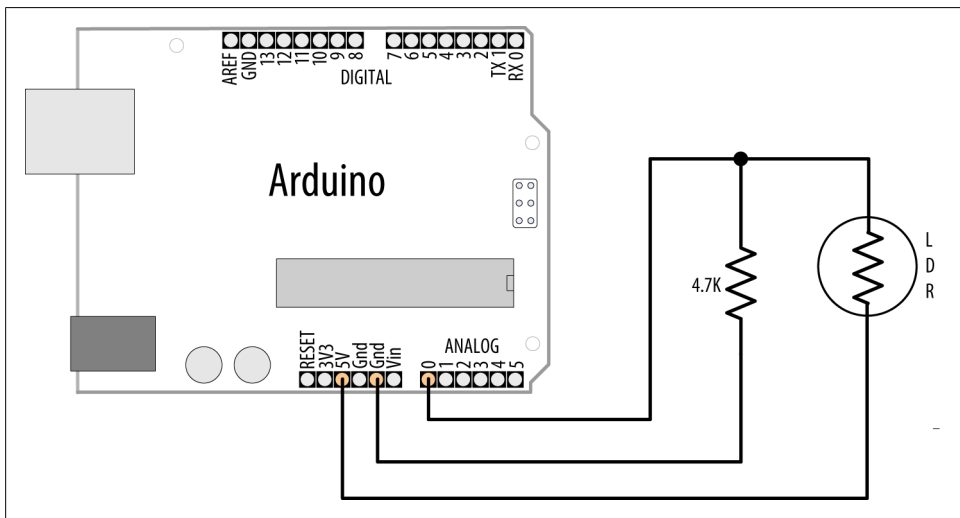 AREF
GND
13
12
11
10
9
8
7
6
5
4
3
2
TX 1
RX 0
DIGITAL
Arduino
L
D
R
4.7K
RESET
3V3
5V
Gnd
Gnd
Vin
ANALOG
0
1
2
3
4
5